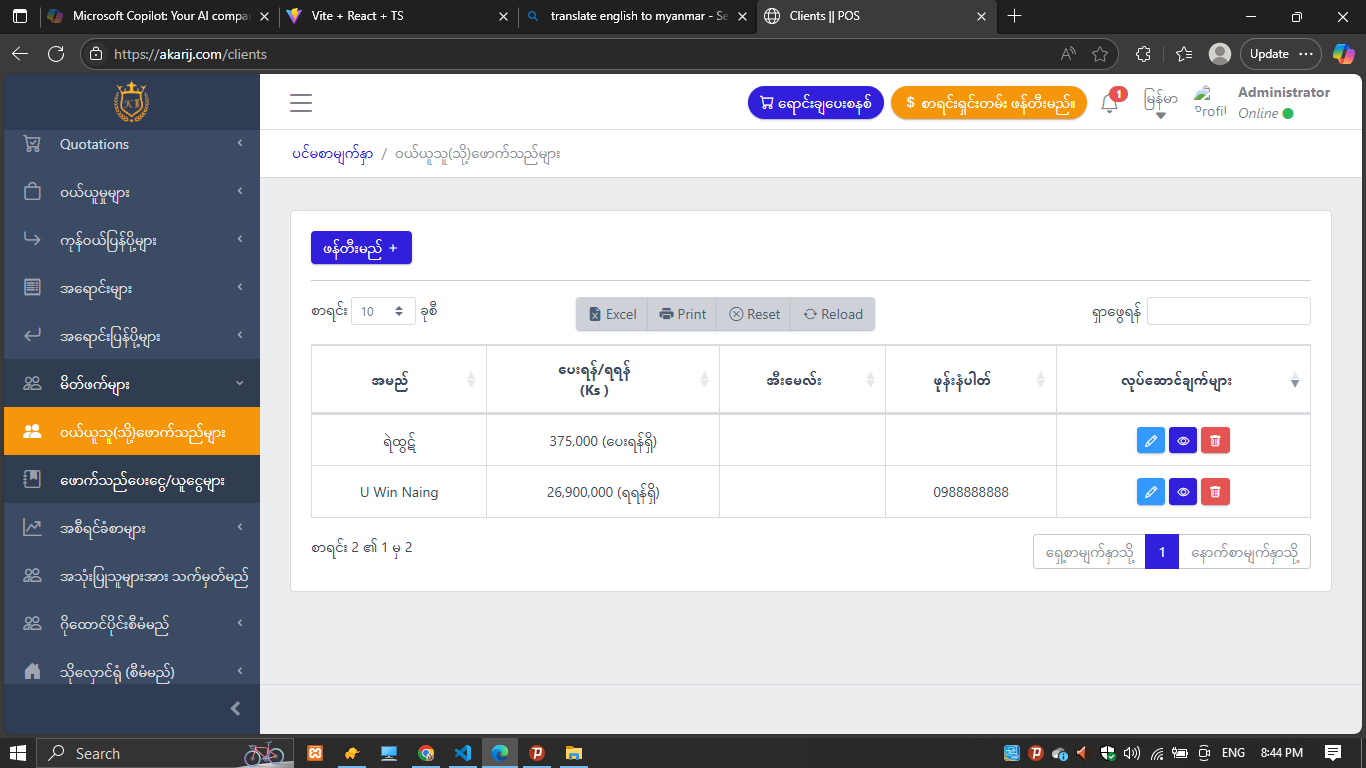 Microsoft Copilot: Your AI compa
Vite + React + TS
translate english to myanmar - Se
Clients || POS
https://akarij.com/clients
Update
ရောင်းချပေးစနစ်
$ စာရင်းရှင်းတမ်း ဖန်တီးမည်။
1
မြန်မာ
Profil
Administrator
Online
Quotations
ဝယ်ယူမှုများ
ကုန်ဝယ်ပြန်ပို့များ
အရောင်းများ
အရောင်းပြန်ပို့များ
မိတ်ဖက်များ
ဝယ်ယူသူ(သို့)ဖောက်သည်များ
ဖောက်သည်ပေးငွေ/ယူငွေများ
အစီရင်ခံစာများ
အသုံးပြုသူများအား သက်မှတ်မည်
ဂိုထောင်ပိုင်းစီမံမည်
သိုလှောင်ရုံ (စီမံမည်)
ပင်မစာမျက်နှာ / ဝယ်ယူသူ(သို့)ဖောက်သည်များ
ဖန်တီးမည် +
စာရင်း 10 ခုစီ
Excel Print Reset Reload
ရှာဖွေရန်
အမည် ပေးရန်/ရရန် (Ks ) အီးမေလ်း ဖုန်းနံပါတ် လုပ်ဆောင်ချက်များ
ရဲထွဋ် 375,000 (ပေးရန်ရှိ)
U Win Naing 26,900,000 (ရရန်ရှိ) 0988888888
စာရင်း 2 ၏ 1 မှ 2
ရှေ့စာမျက်နှာသို့ 1 နောက်စာမျက်နှာသို့
Search
ENG 8:44 PM